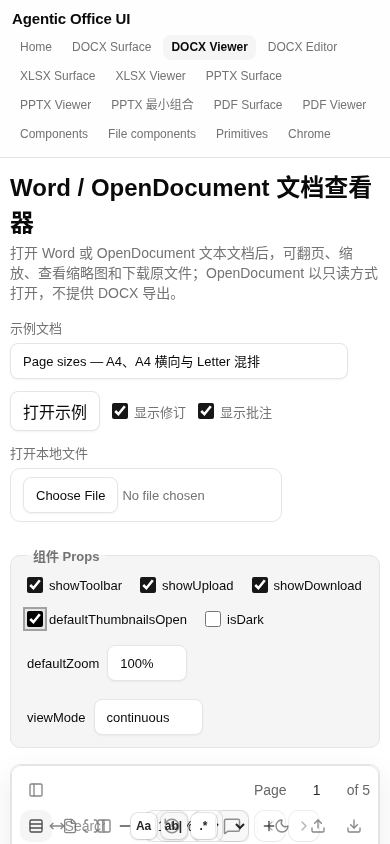 Agentic Office UI
Home DOCX Surface DOCX Viewer DOCX Editor
XLSX Surface XLSX Viewer PPTX Surface
PPTX Viewer PPTX 最小组合 PDF Surface PDF Viewer
Components File components Primitives Chrome
Word / OpenDocument 文档查看
器
打开 Word 或 OpenDocument 文本文档后，可翻页、缩
放、查看缩略图和下载原文件；OpenDocument 以只读方式
打开，不提供 DOCX 导出。
示例文档
Page sizes — A4、A4 横向与 Letter 混排
打开示例 显示修订 显示批注
打开本地文件
Choose File No file chosen
组件 Props
showToolbar showUpload showDownload
defaultThumbnailsOpen isDark
defaultZoom 100%
viewMode continuous
Page 1 of 5
Aa ab| .*